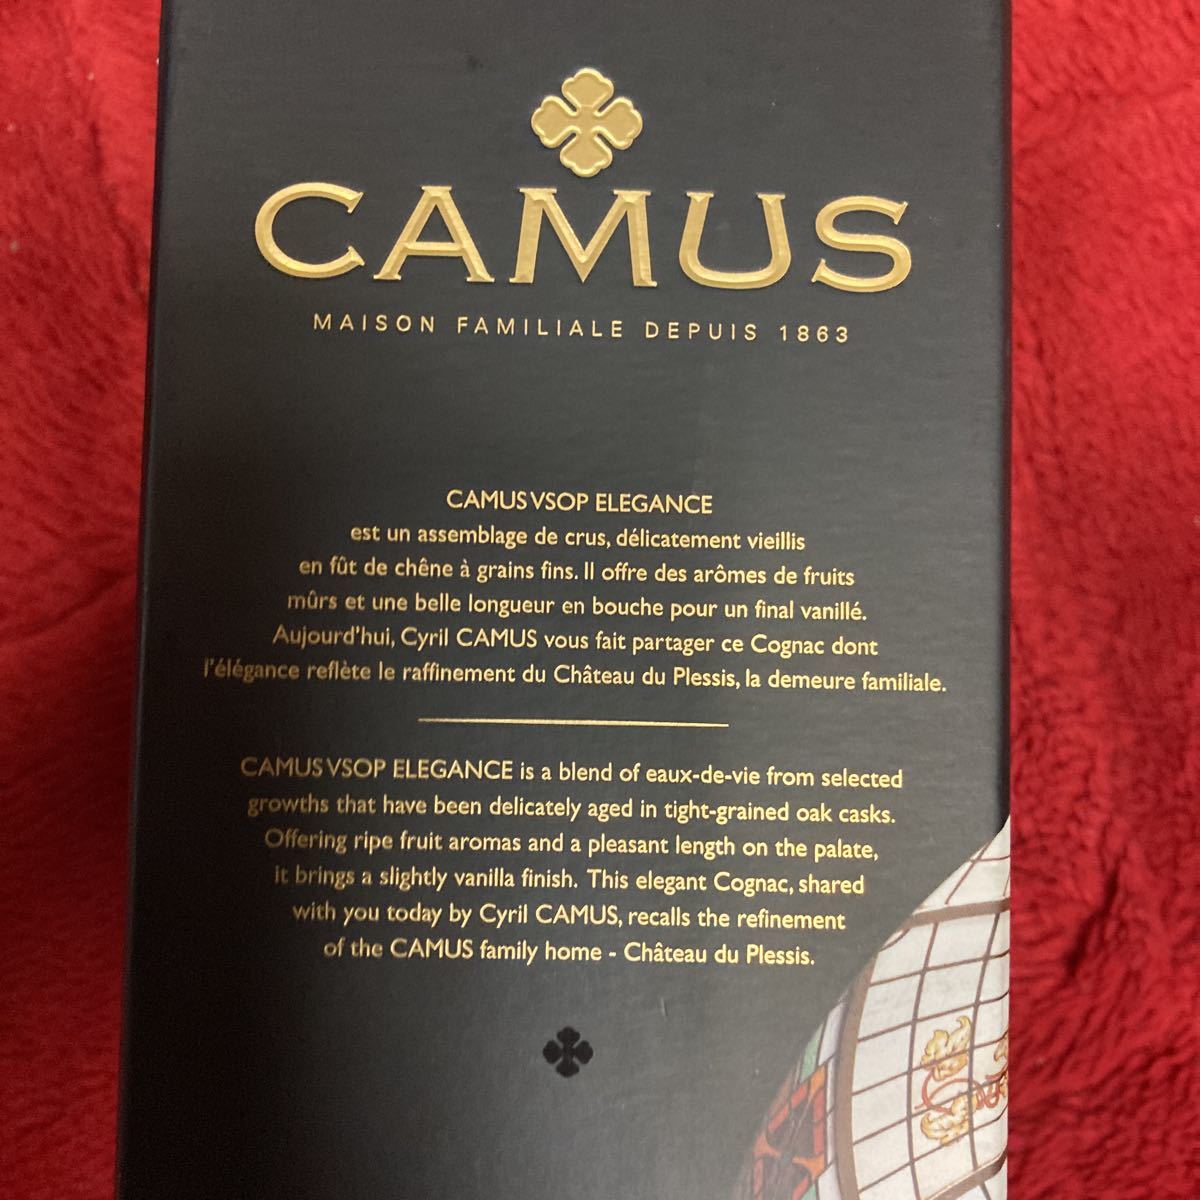 CAMUS
MAISON FAMILIALE DEPUIS 1863
CAMUS VSOP ELEGANCE
est un assemblage de crus, délicatement vieillis
en fût de chêne à grains fins. Il offre des arômes de fruits
mûrs et une belle longueur en bouche pour un final vanillé.
Aujourd'hui, Cyril CAMUS vous fait partager ce Cognac dont
l'élégance reflète le raffinement du Château du Plessis, la demeure familiale.
CAMUS VSOP ELEGANCE is a blend of eaux-de-vie from selected
growths that have been delicately aged in tight-grained oak casks.
Offering ripe fruit aromas and a pleasant length on the palate,
it brings a slightly vanilla finish. This elegant Cognac, shared
with you today by Cyril CAMUS, recalls the refinement
of the CAMUS family home - Château du Plessis.